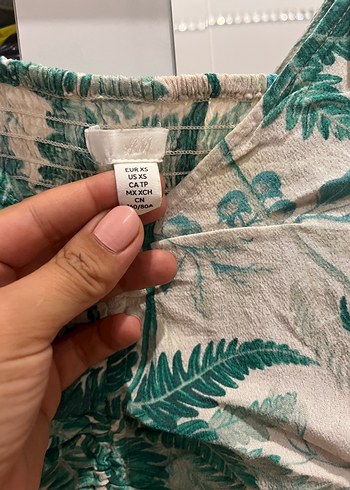 EUR XS
US XS
CA TP
MX XCH
CN